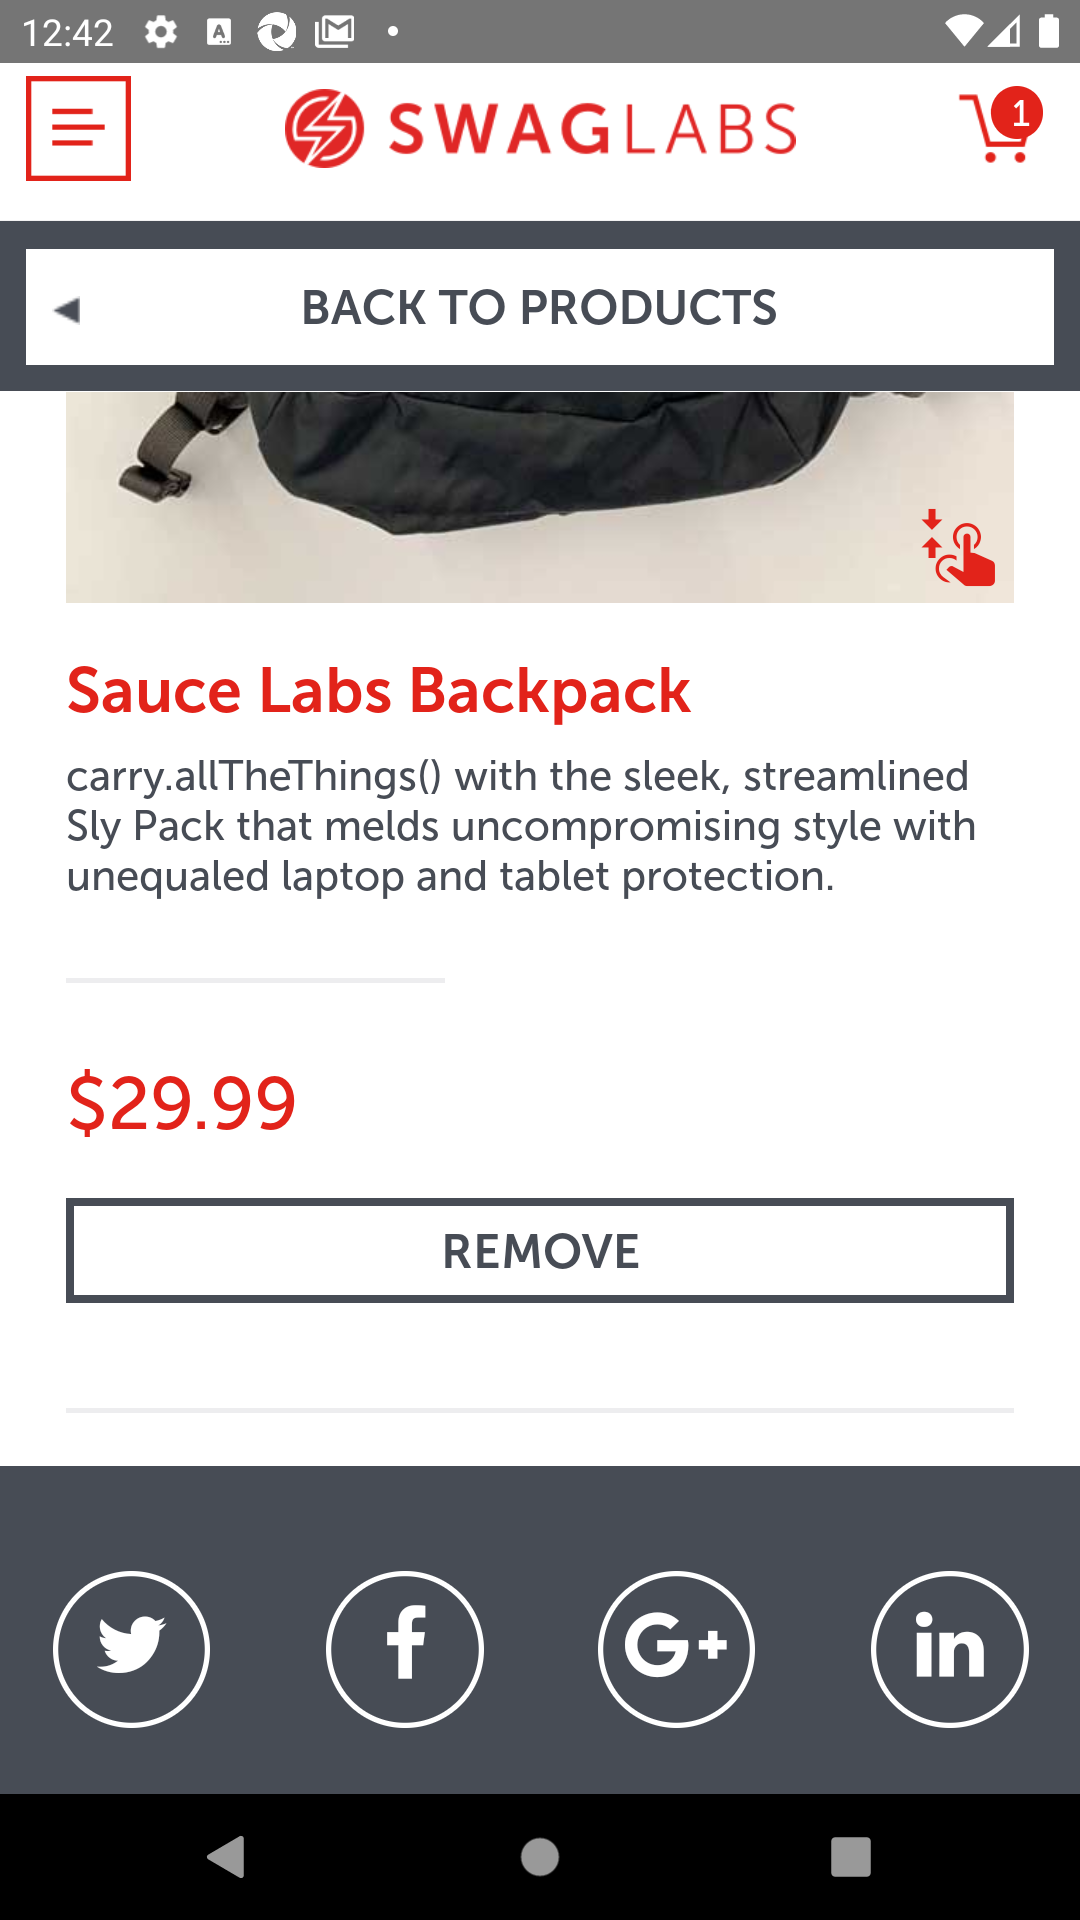 12:42
SWAGLABS
1
BACK TO PRODUCTS
Sauce Labs Backpack
carry.allTheThings() with the sleek, streamlined
Sly Pack that melds uncompromising style with
unequaled laptop and tablet protection.
$29.99
REMOVE